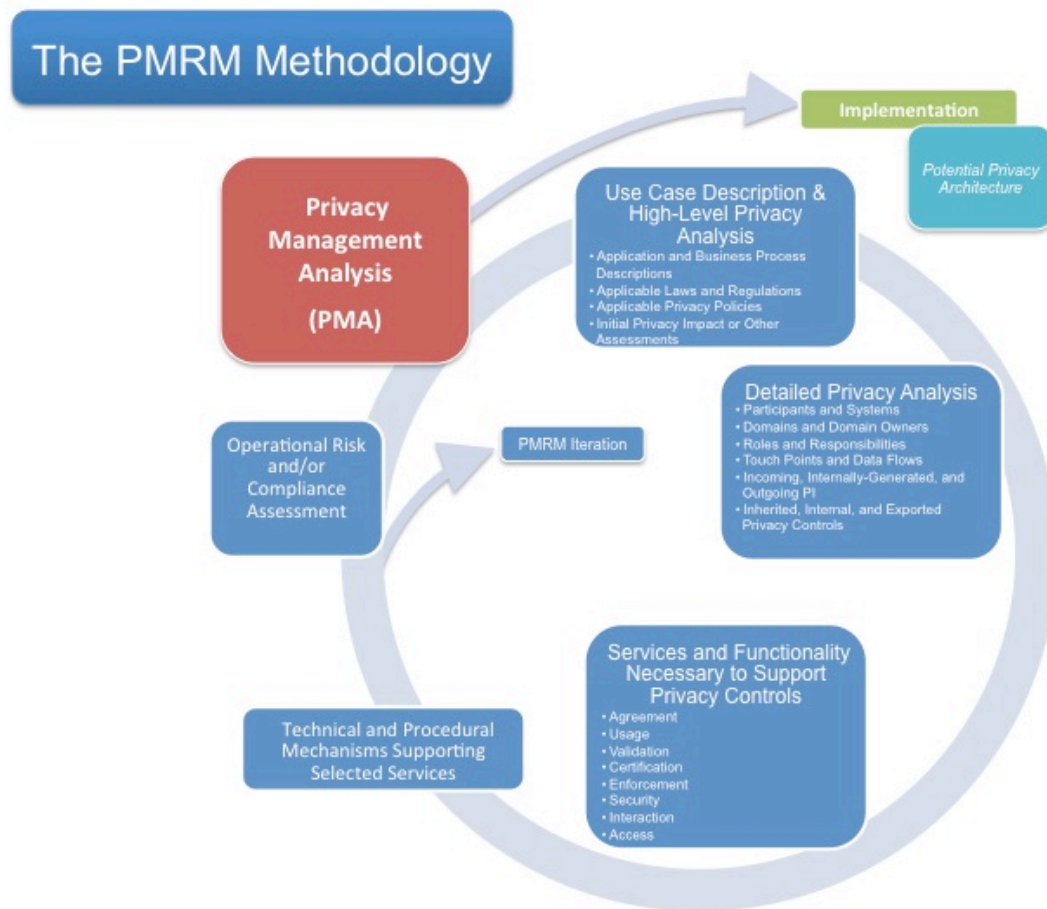 The PMRM Methodology
Implementation
Potential Privacy
Architecture
Privacy
Management
Analysis
(PMA)
Use Case Description &
High-Level Privacy
Analysis
• Application and Business Process
Descriptions
• Applicable Laws and Regulations
• Applicable Privacy Policies
• Initial Privacy Impact or Other
Assessments
Detailed Privacy Analysis
• Participants and Systems
• Domains and Domain Owners
• Roles and Responsibilities
• Touch Points and Data Flows
• Incoming, Internally-Generated, and
Outgoing PI
• Inherited, Internal, and Exported
Privacy Controls
Operational Risk
and/or
Compliance
Assessment
PMRM Iteration
Services and Functionality
Necessary to Support
Privacy Controls
• Agreement
• Usage
• Validation
• Certification
• Enforcement
• Security
• Interaction
• Access
Technical and Procedural
Mechanisms Supporting
Selected Services